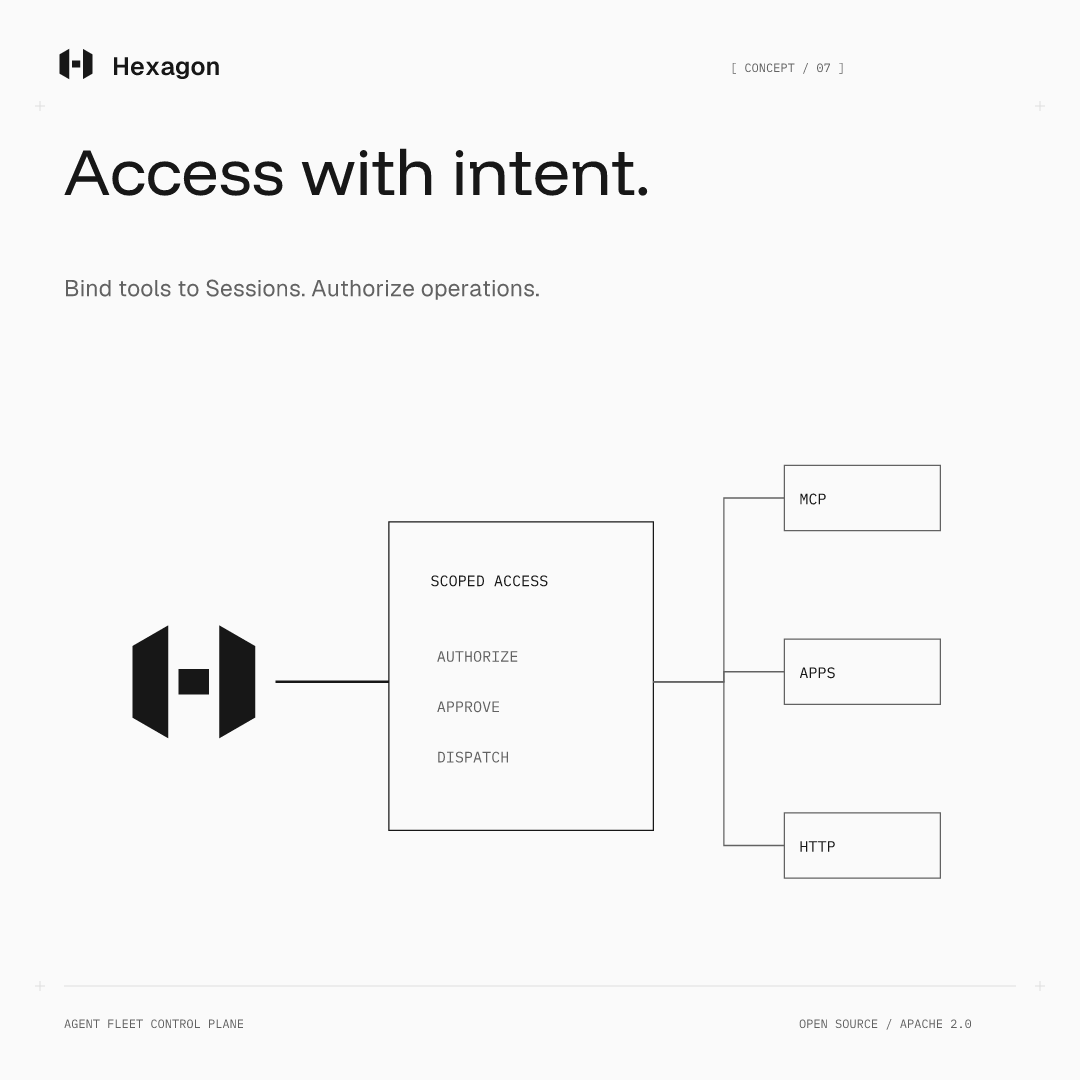 Hexagon
[ CONCEPT / 07 ]
Access with intent.
Bind tools to Sessions. Authorize operations.
MCP
SCOPED ACCESS
AUTHORIZE
APPS
APPROVE
DISPATCH
HTTP
AGENT FLEET CONTROL PLANE
OPEN SOURCE / APACHE 2.0